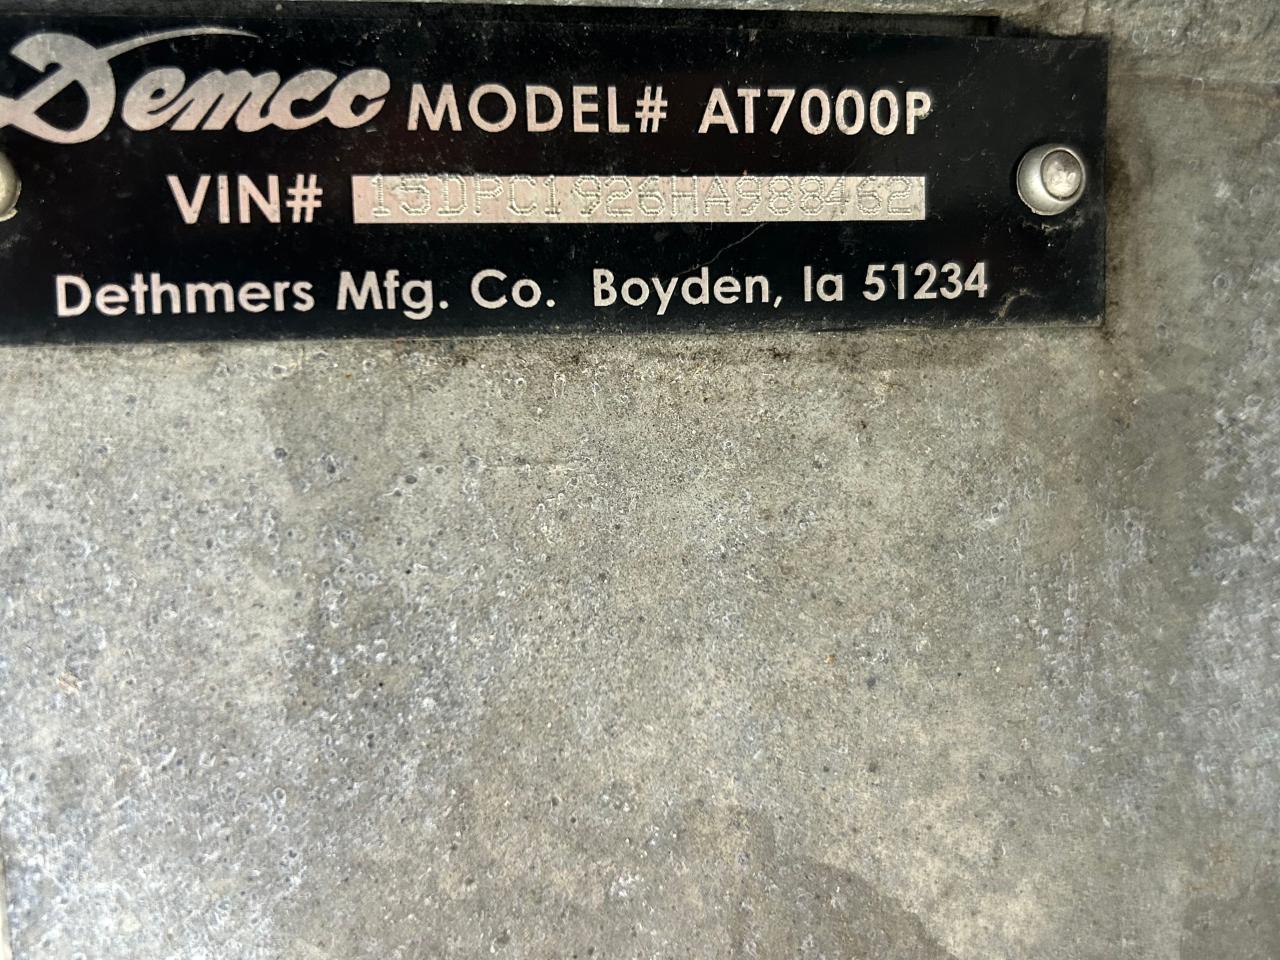 Demco MODEL# AT7000P
VIN# 15DPC1926HA988462
Dethmers Mfg. Co. Boyden, Ia 51234